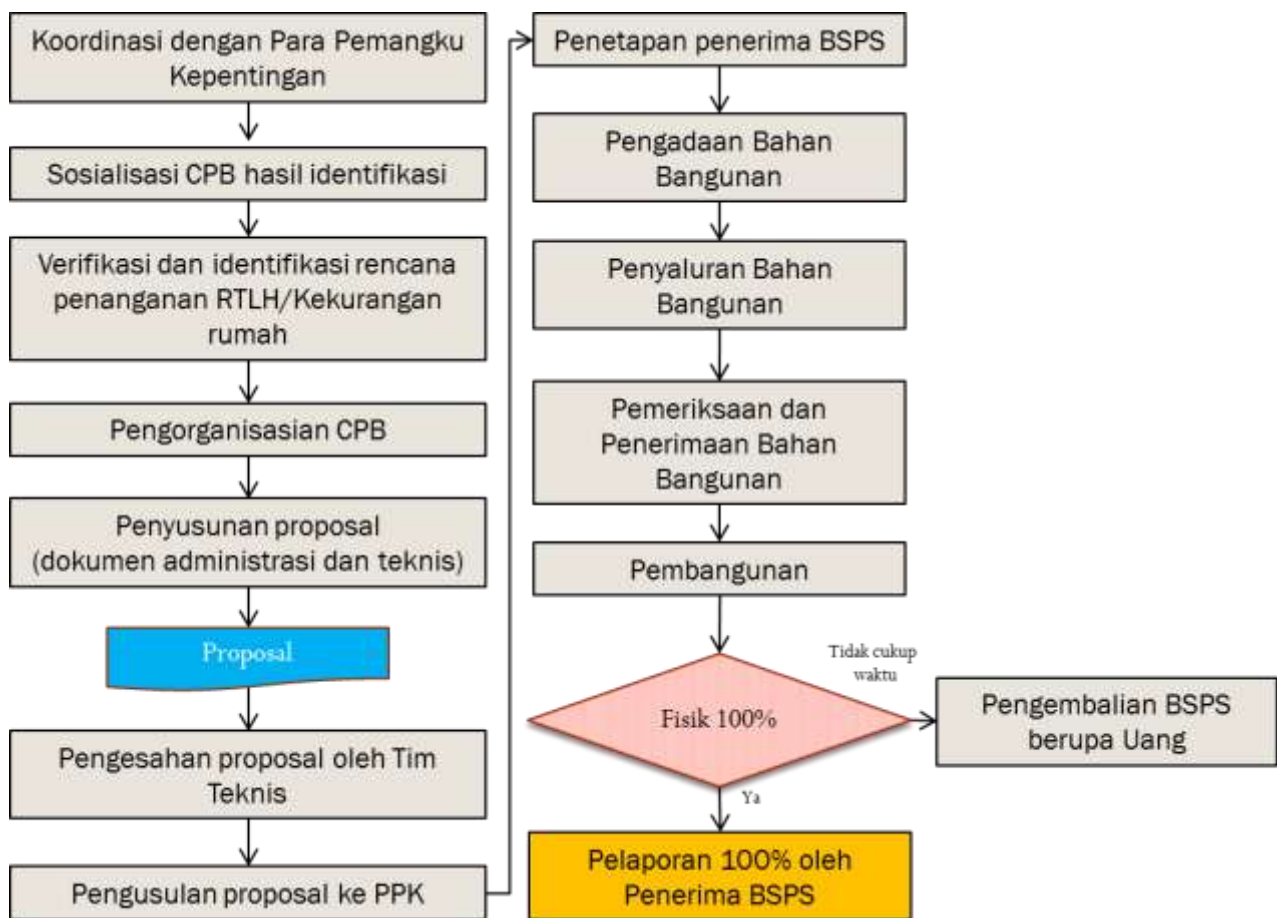 Koordinasi dengan Para Pemangku
Kepentingan
Sosialisasi CPB hasil identifikasi
Verifikasi dan identifikasi rencana
penanganan RTLH/Kekurangan
rumah
Pengorganisasian CPB
Penyusunan proposal
(dokumen administrasi dan teknis)
Proposal
Pengesahan proposal oleh Tim
Teknis
Pengusulan proposal ke PPK
Penetapan penerima BSPS
Pengadaan Bahan
Bangunan
Penyaluran Bahan
Bangunan
Pemeriksaan dan
Penerimaan Bahan
Bangunan
Pembangunan
Fisik 100%
Tidak cukup
waktu
Pengembalian BSPS
berupa Uang
Ya
Pelaporan 100% oleh
Penerima BSPS